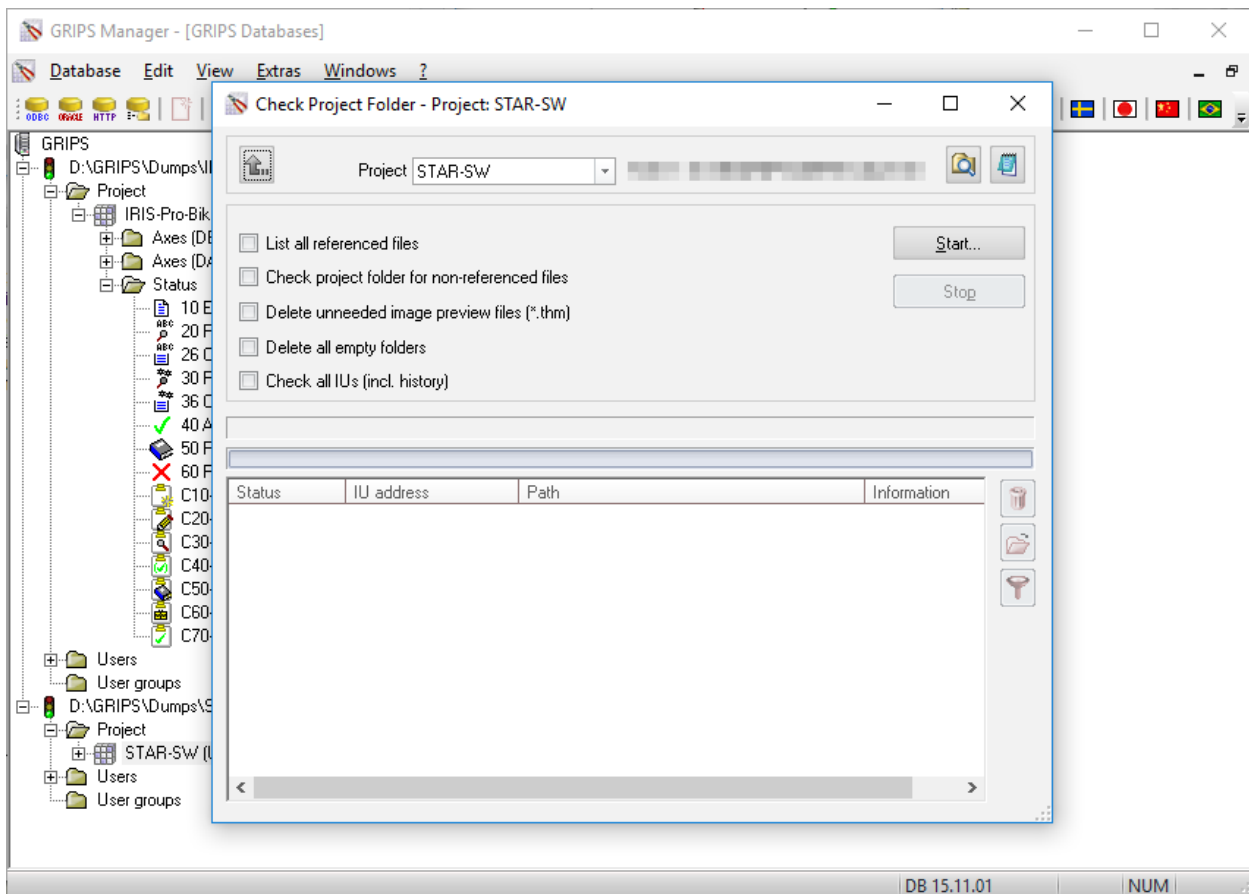 GRIPS Manager - [GRIPS Databases]
Database Edit View Extras Windows ?
ODBC ORACLE HTTP
GRIPS
D:\GRIPS\Dumps\
Project
IRIS-Pro-Bik
Axes (DE
Axes (DA
Status
10 E
20 F
26 C
30 F
36 C
40 A
50 F
60 F
C10-
C20-
C30-
C40-
C50-
C60-
C70-
Users
User groups
D:\GRIPS\Dumps\S
Project
STAR-SW (U
Users
User groups
Check Project Folder - Project: STAR-SW
Project STAR-SW
List all referenced files
Check project folder for non-referenced files
Delete unneeded image preview files (*.thm)
Delete all empty folders
Check all IUs (incl. history)
Start...
Stop
Status IU address Path Information
DB 15.11.01 NUM